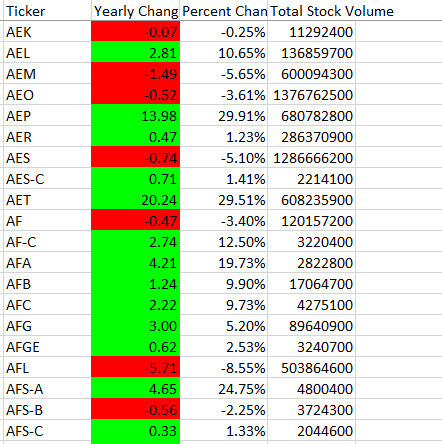 Ticker Yearly Chang Percent Chan Total Stock Volume
AEK -0.07 -0.25% 11292400
AEL 2.81 10.65% 136859700
AEM -1.49 -5.65% 600094300
AEO -0.52 -3.61% 1376762500
AEP 13.98 29.91% 680782800
AER 0.47 1.23% 286370900
AES -0.74 -5.10% 1286666200
AES-C 0.71 1.41% 2214100
AET 20.24 29.51% 608235900
AF -0.47 -3.40% 120157200
AF-C 2.74 12.50% 3220400
AFA 4.21 19.73% 2822800
AFB 1.24 9.90% 17064700
AFC 2.22 9.73% 4275100
AFG 3.00 5.20% 89640900
AFGE 0.62 2.53% 3240700
AFL -5.71 -8.55% 503864600
AFS-A 4.65 24.75% 4800400
AFS-B -0.56 -2.25% 3724300
AFS-C 0.33 1.33% 2044600